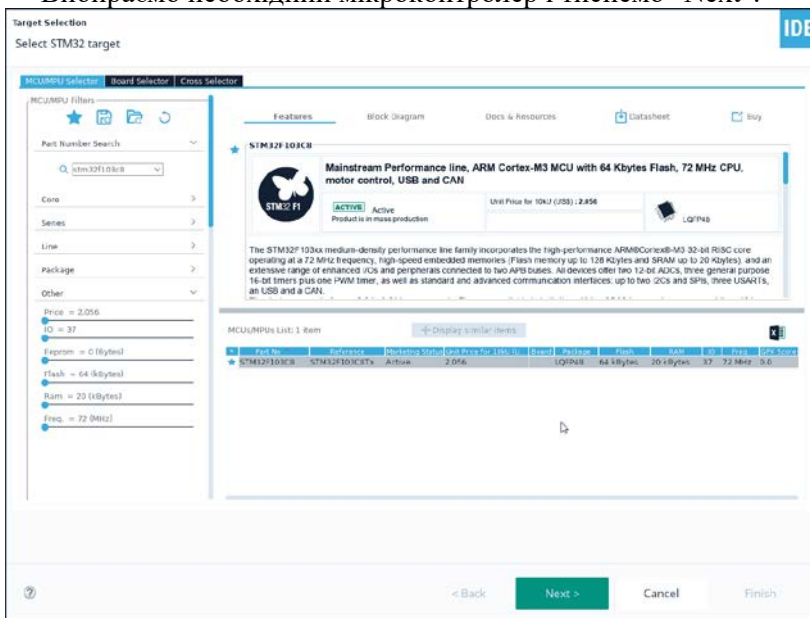 Вибираємо необхідний мікроконтролер і тиснемо "Next".
Target Selection
Select STM32 target
IDE
MCU/MPU Selector Board Selector Cross Selector
MCU/MPU Filters
Part Number Search
stm32f103c8
Core
Series
Line
Package
Other
Price = 2.056
IO = 37
Eeprom = 0 (Bytes)
Flash = 64 (kBytes)
Ram = 20 (kBytes)
Freq. = 72 (MHz)
Features Block Diagram Docs & Resources Datasheet Buy
STM32F103C8
STM32 F1
Mainstream Performance line, ARM Cortex-M3 MCU with 64 Kbytes Flash, 72 MHz CPU,
motor control, USB and CAN
ACTIVE Active
Product is in mass production
Unit Price for 10kU (US$) : 2.056
LQFP48
The STM32F103xx medium-density performance line family incorporates the high-performance ARM®Cortex®-M3 32-bit RISC core
operating at a 72 MHz frequency, high-speed embedded memories (Flash memory up to 128 Kbytes and SRAM up to 20 Kbytes), and an
extensive range of enhanced I/Os and peripherals connected to two APB buses. All devices offer two 12-bit ADCs, three general purpose
16-bit timers plus one PWM timer, as well as standard and advanced communication interfaces: up to two I2Cs and SPIs, three USARTs,
an USB and a CAN.
MCUs/MPUs List: 1 item
Display similar items
* Part No Reference Marketing Status Unit Price for 10kU (U Board Package Flash RAM IO Freq. GFX Score
STM32F103C8 STM32F103C8Tx Active 2.056 LQFP48 64 kBytes 20 kBytes 37 72 MHz 0.0
< Back Next > Cancel Finish